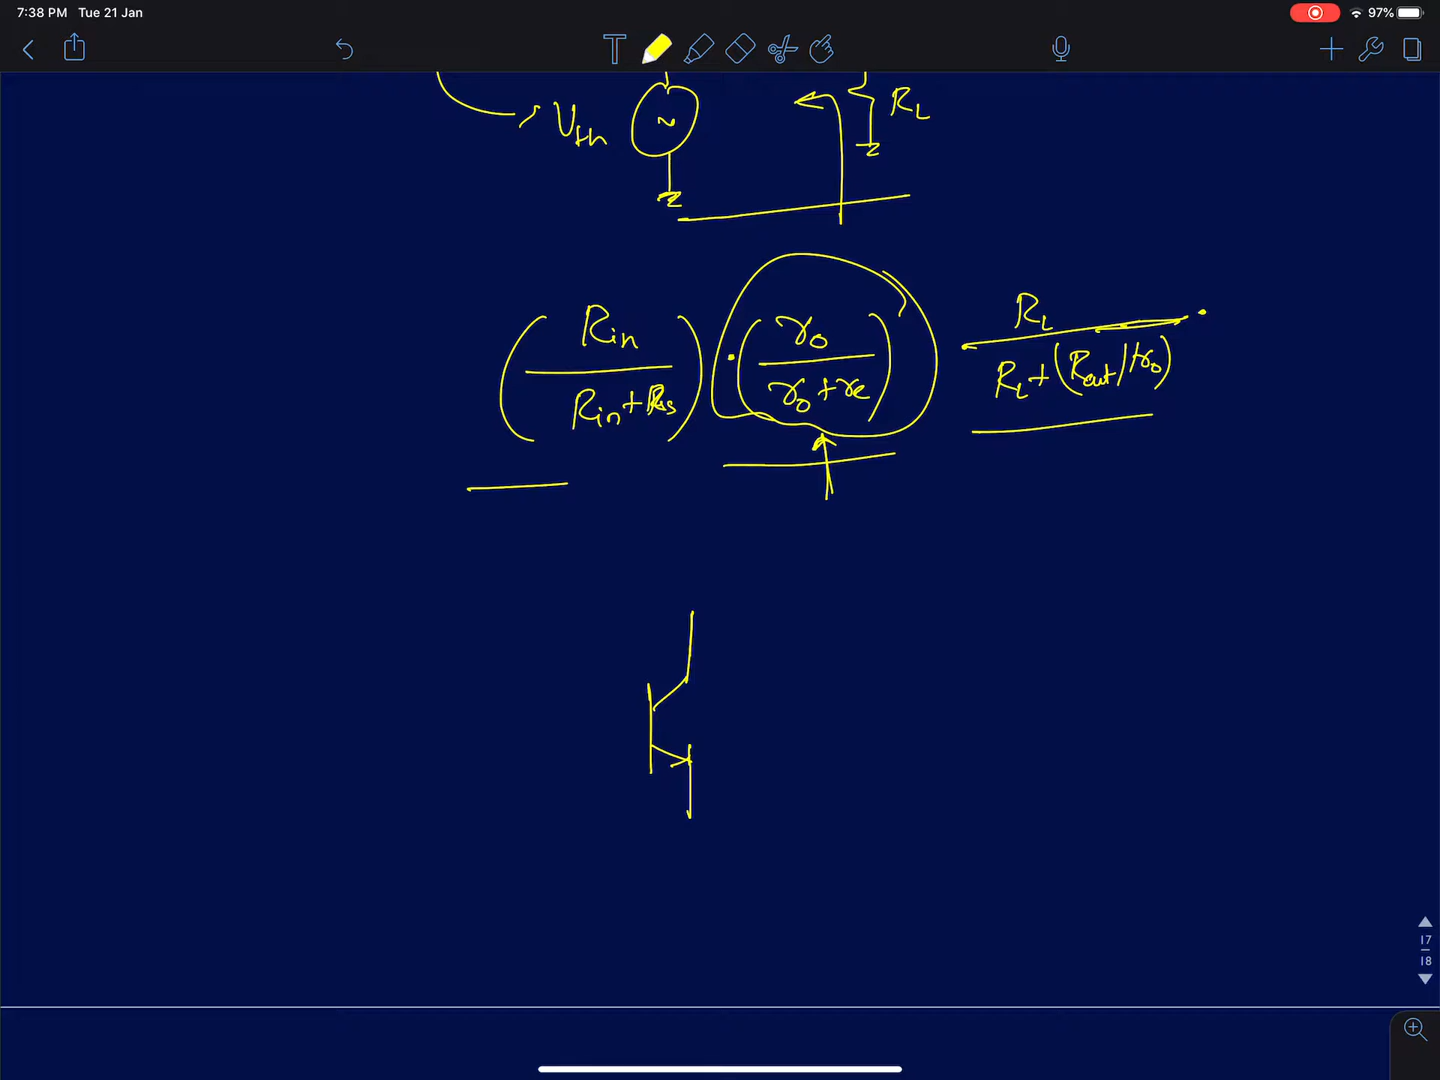 7:38 PM Tue 21 Jan 97%
T
Vth ~ RL
( Rin / Rin + Rs ) · ( ro / ro + re ) RL / RL + (Rout || ro)
17
18